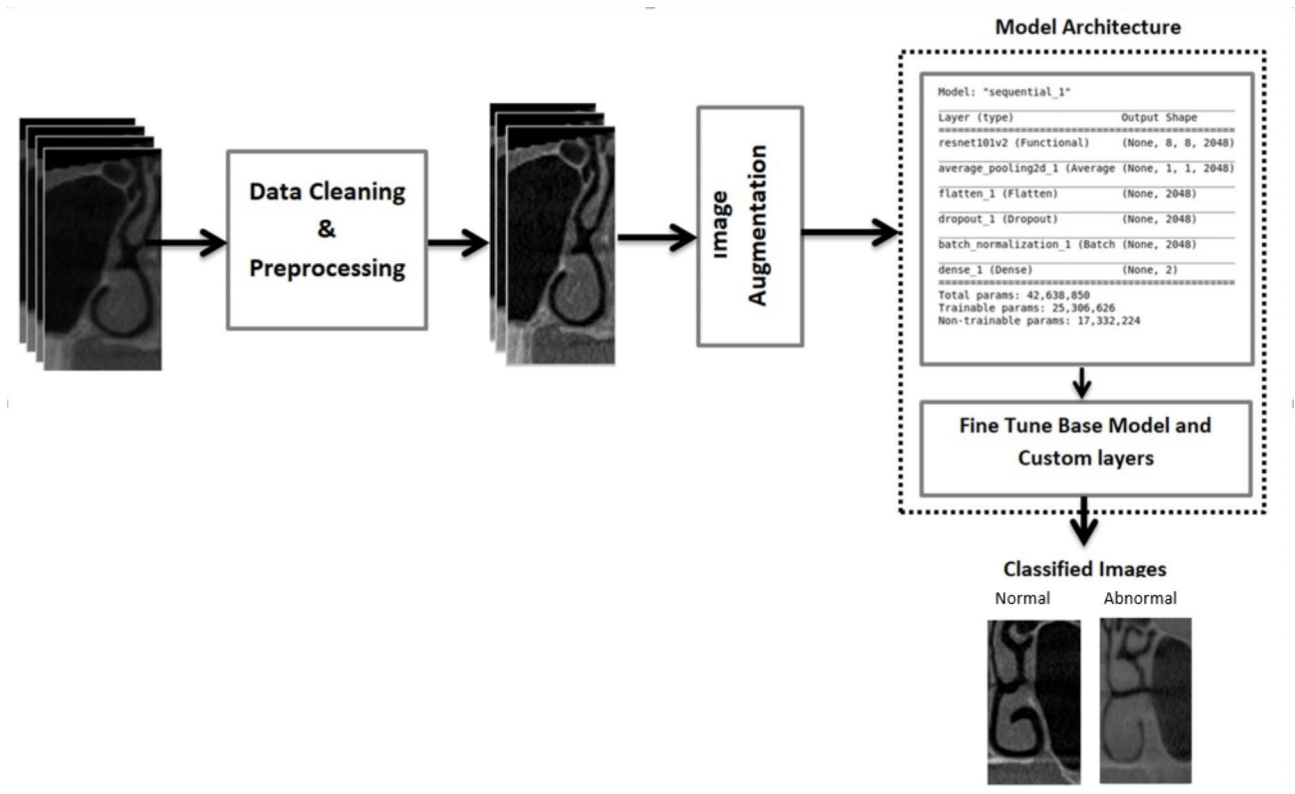 Model Architecture
Model: "sequential_1"
Layer (type) Output Shape
resnet101v2 (Functional) (None, 8, 8, 2048)
average_pooling2d_1 (Average (None, 1, 1, 2048)
flatten_1 (Flatten) (None, 2048)
dropout_1 (Dropout) (None, 2048)
batch_normalization_1 (Batch (None, 2048)
dense_1 (Dense) (None, 2)
Total params: 42,638,850
Trainable params: 25,306,626
Non-trainable params: 17,332,224
Data Cleaning
&
Preprocessing
Image
Augmentation
Fine Tune Base Model and
Custom layers
Classified Images
Normal Abnormal